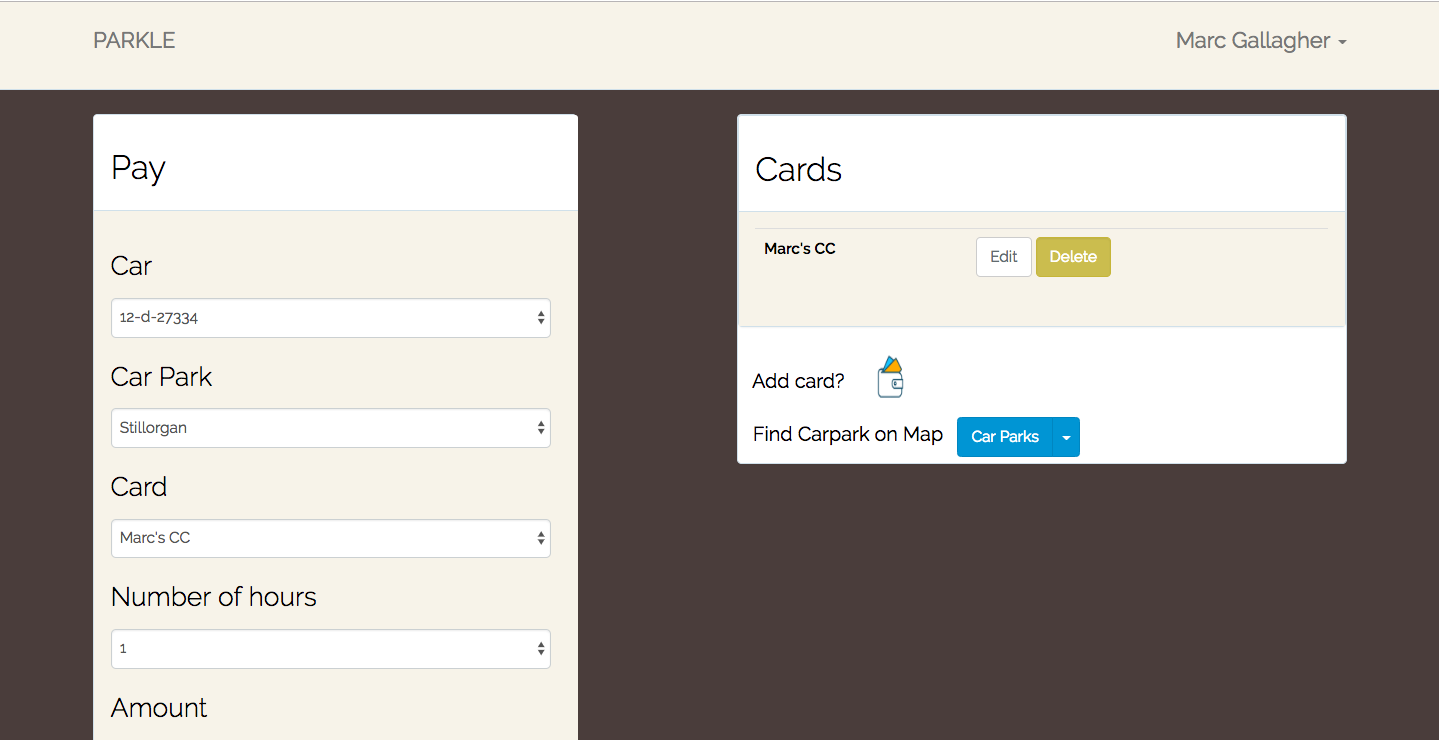 PARKLE
Marc Gallagher
Pay
Car
12-d-27334
Car Park
Stillorgan
Card
Marc's CC
Number of hours
1
Amount
Cards
Marc's CC Edit Delete
Add card?
Find Carpark on Map Car Parks